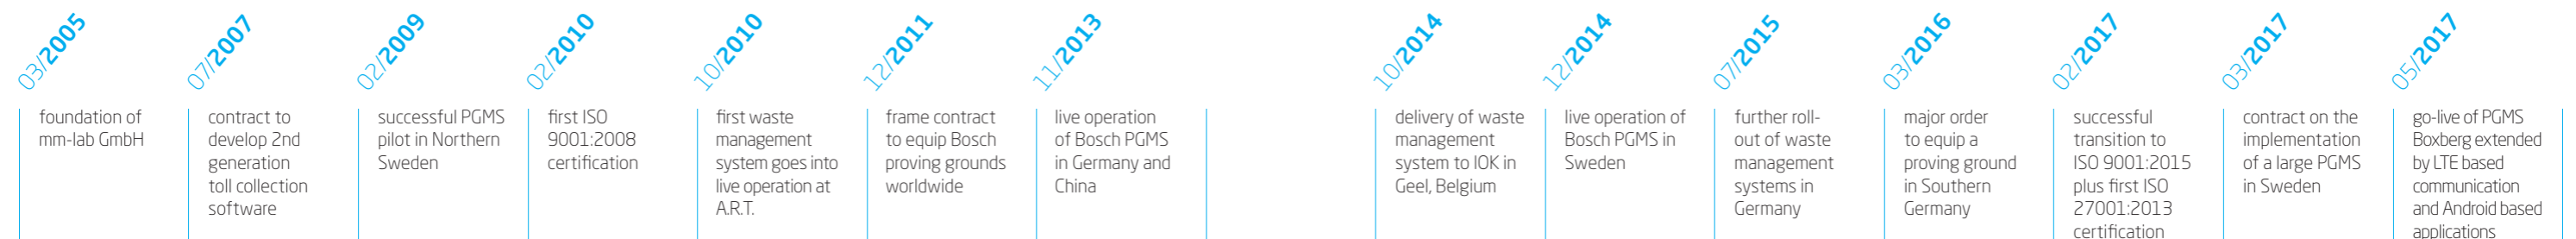 03/2005
foundation of
mm-lab GmbH
07/2007
contract to
develop 2nd
generation
toll collection
software
02/2009
successful PGMS
pilot in Northern
Sweden
02/2010
first ISO
9001:2008
certification
10/2010
first waste
management
system goes into
live operation at
A.R.T.
12/2011
frame contract
to equip Bosch
proving grounds
worldwide
11/2013
live operation
of Bosch PGMS
in Germany and
China
10/2014
delivery of waste
management
system to IOK in
Geel, Belgium
12/2014
live operation of
Bosch PGMS in
Sweden
07/2015
further roll-
out of waste
management
systems in
Germany
03/2016
major order
to equip a
proving ground
in Southern
Germany
02/2017
successful
transition to
ISO 9001:2015
plus first ISO
27001:2013
certification
03/2017
contract on the
implementation
of a large PGMS
in Sweden
05/2017
go-live of PGMS
Boxberg extended
by LTE based
communication
and Android based
applications